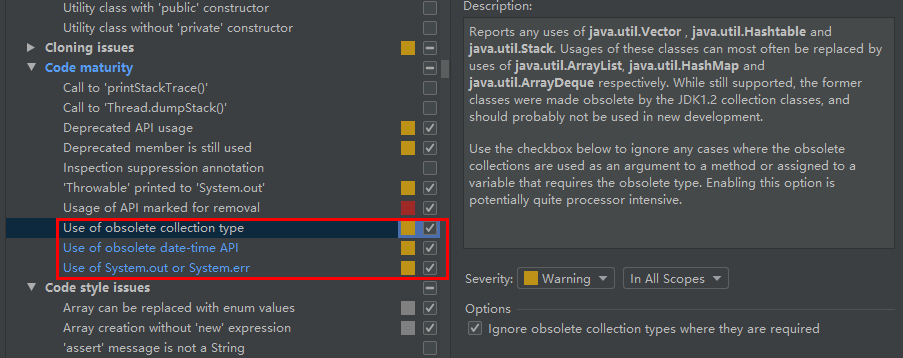 Utility class with 'public' constructor
Utility class without 'private' constructor
Cloning issues
Code maturity
Call to 'printStackTrace()'
Call to 'Thread.dumpStack()'
Deprecated API usage
Deprecated member is still used
Inspection suppression annotation
'Throwable' printed to 'System.out'
Usage of API marked for removal
Use of obsolete collection type
Use of obsolete date-time API
Use of System.out or System.err
Code style issues
Array can be replaced with enum values
Array creation without 'new' expression
'assert' message is not a String
Description:
Reports any uses of java.util.Vector , java.util.Hashtable and
java.util.Stack. Usages of these classes can most often be replaced by
uses of java.util.ArrayList, java.util.HashMap and
java.util.ArrayDeque respectively. While still supported, the former
classes were made obsolete by the JDK1.2 collection classes, and
should probably not be used in new development.
Use the checkbox below to ignore any cases where the obsolete
collections are used as an argument to a method or assigned to a
variable that requires the obsolete type. Enabling this option is
potentially quite processor intensive.
Severity: Warning In All Scopes
Options
Ignore obsolete collection types where they are required